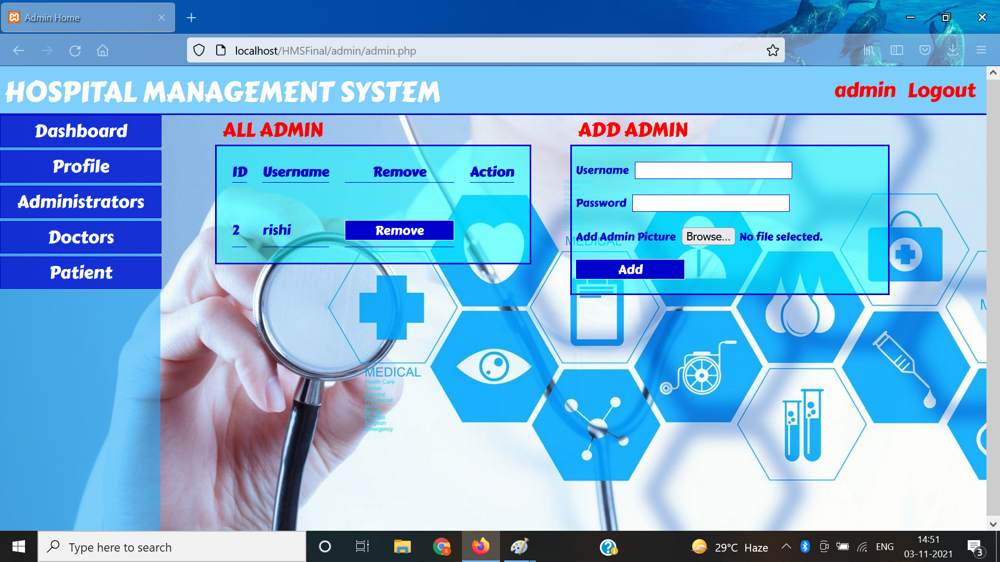 Admin Home
localhost/HMSFinal/admin/admin.php
HOSPITAL MANAGEMENT SYSTEM
admin Logout
Dashboard
Profile
Administrators
Doctors
Patient
ALL ADMIN
ID Username Remove Action
2 rishi Remove
ADD ADMIN
Username
Password
Add Admin Picture Browse... No file selected.
Add
MEDICAL
MEDICAL
Health Care
Doctor
Hospital
Pharmacist
Nurse
Dentist
First Aid
Surgeon
Emergency
Type here to search
29°C Haze
ENG
14:51
03-11-2021
3